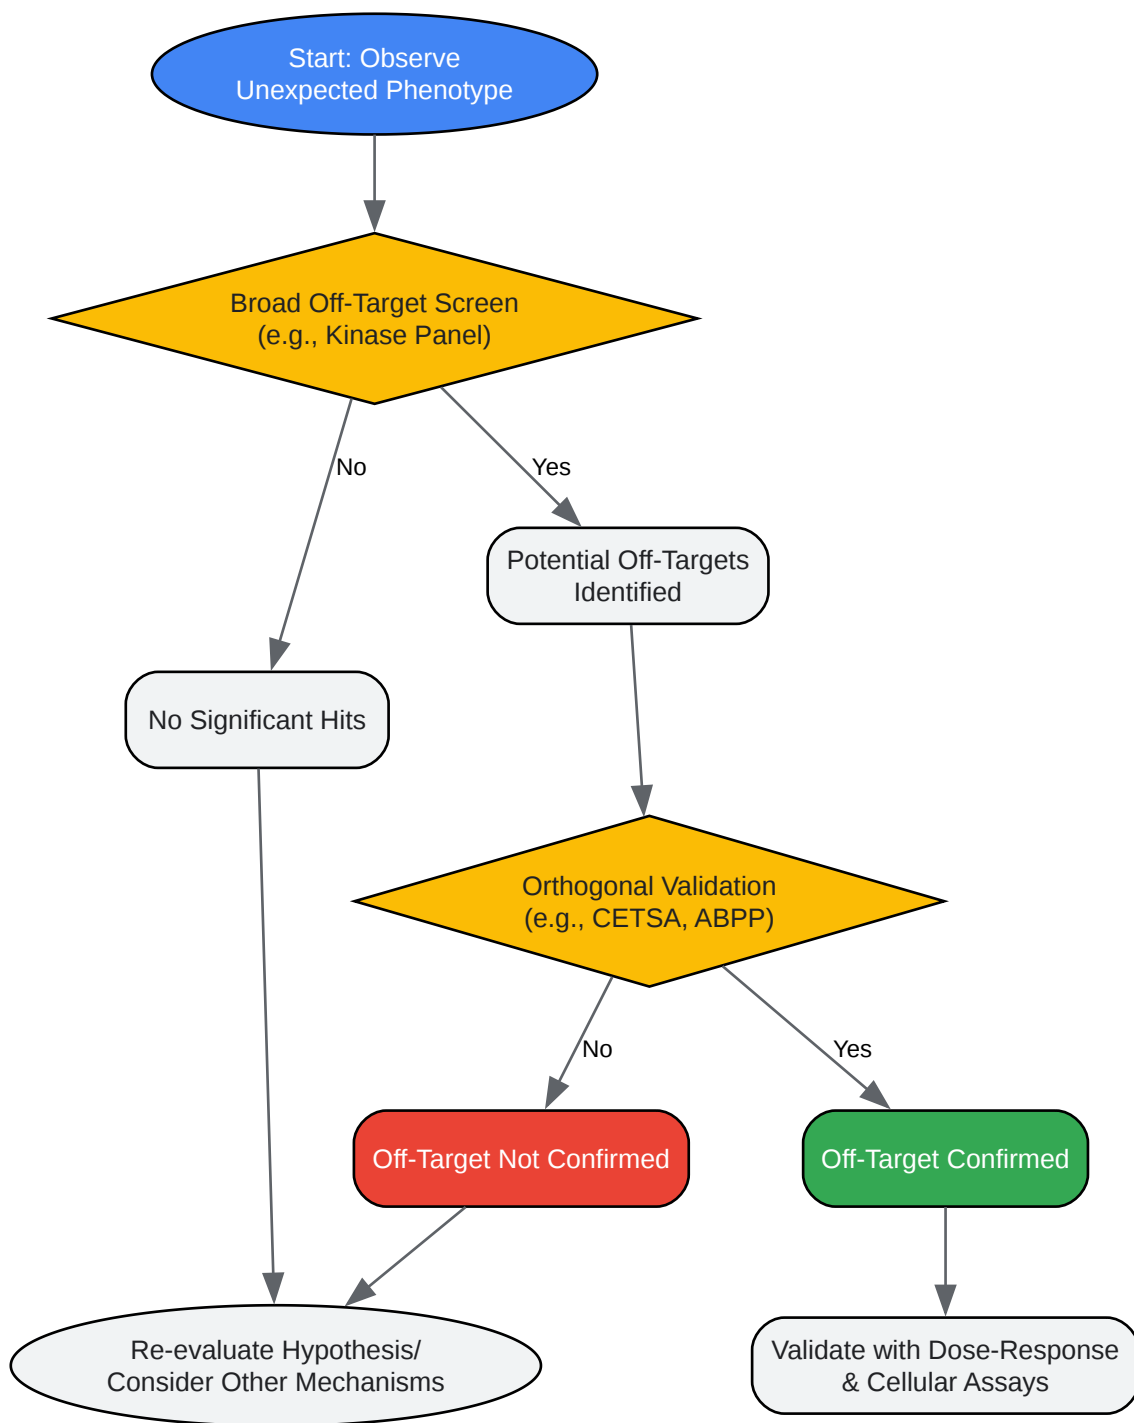 Start: Observe
Unexpected Phenotype
Broad Off-Target Screen
(e.g., Kinase Panel)
No
Yes
Potential Off-Targets
Identified
No Significant Hits
Orthogonal Validation
(e.g., CETSA, ABPP)
No
Yes
Off-Target Not Confirmed
Off-Target Confirmed
Re-evaluate Hypothesis/
Consider Other Mechanisms
Validate with Dose-Response
& Cellular Assays